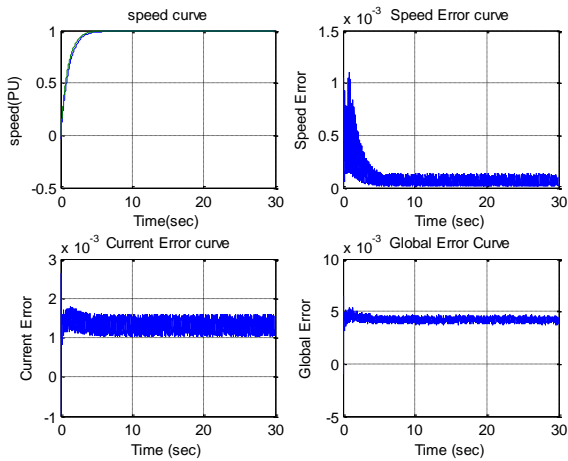 speed curve
1
0.5
0
-0.5
speed(PU)
0
10
20
30
Time(sec)
x 10-3
Speed Error curve
1.5
1
0.5
0
Speed Error
0
10
20
30
Time (sec)
x 10-3
Current Error curve
3
2
1
0
-1
Current Error
0
10
20
30
Time (sec)
x 10-3
Global Error Curve
10
5
0
-5
Global Error
0
10
20
30
Time (sec)